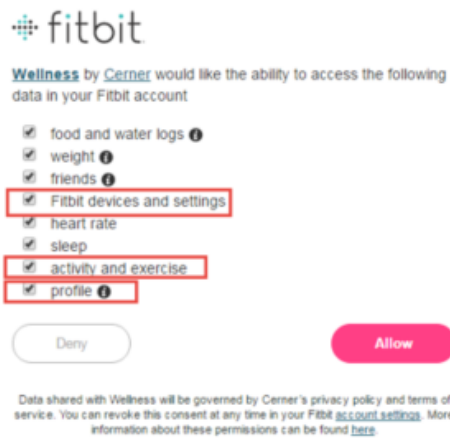 fitbit
Wellness by Cerner would like the ability to access the following
data in your Fitbit account
food and water logs
weight
friends
Fitbit devices and settings
heart rate
sleep
activity and exercise
profile
Deny Allow
Data shared with Wellness will be governed by Cerner's privacy policy and terms of
service. You can revoke this consent at any time in your Fitbit account settings. More
information about these permissions can be found here.